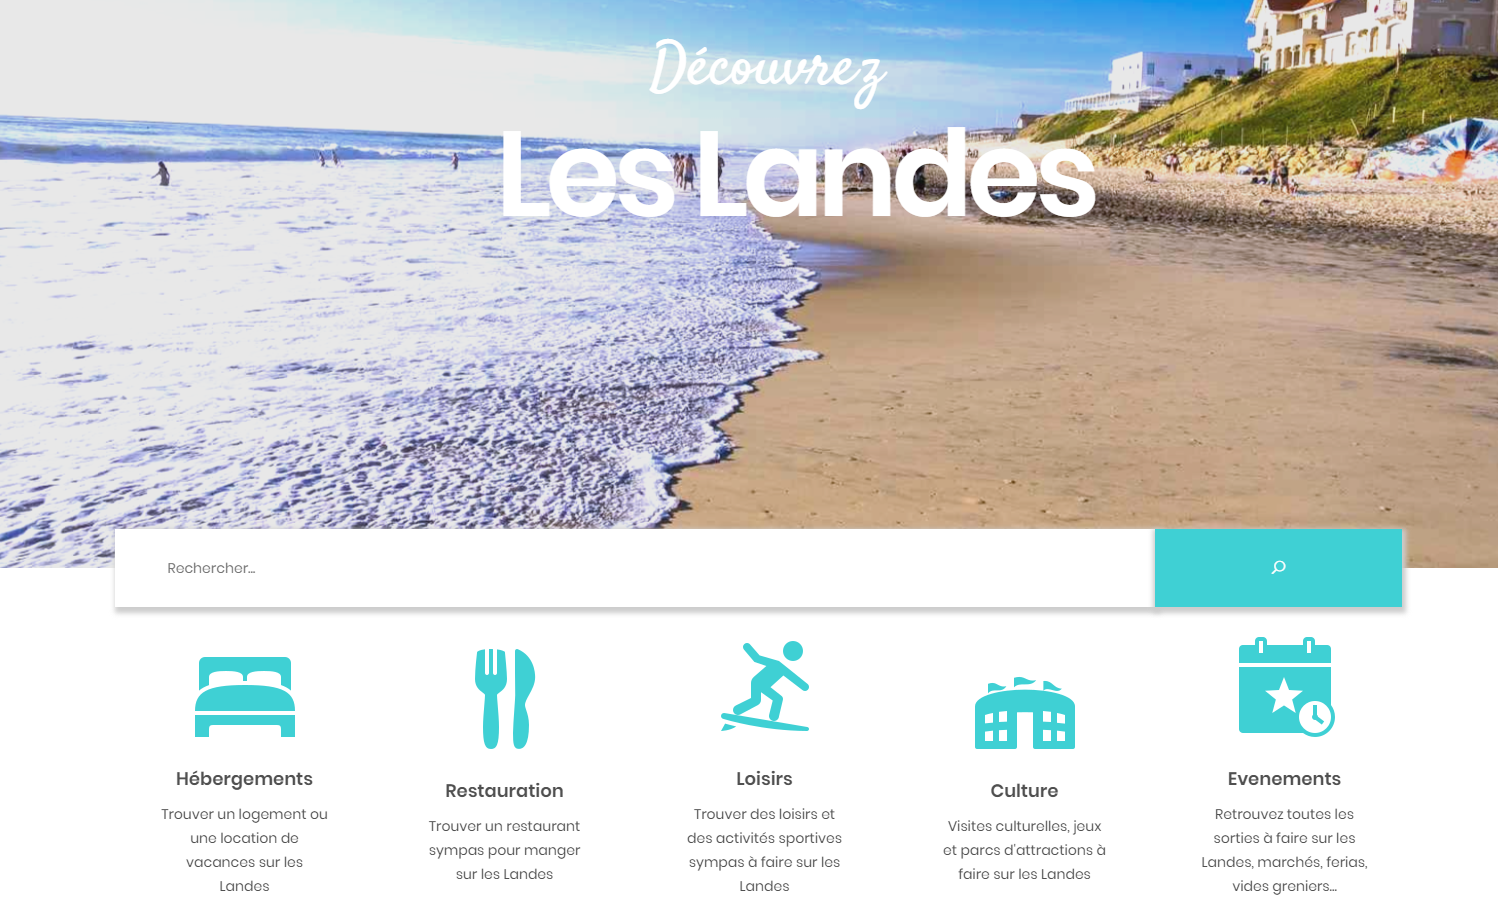 Découvrez
Les Landes
Rechercher...
Hébergements
Trouver un logement ou
une location de
vacances sur les
Landes
Restauration
Trouver un restaurant
sympas pour manger
sur les Landes
Loisirs
Trouver des loisirs et
des activités sportives
sympas à faire sur les
Landes
Culture
Visites culturelles, jeux
et parcs d'attractions à
faire sur les Landes
Evenements
Retrouvez toutes les
sorties à faire sur les
Landes, marchés, ferias,
vides greniers...